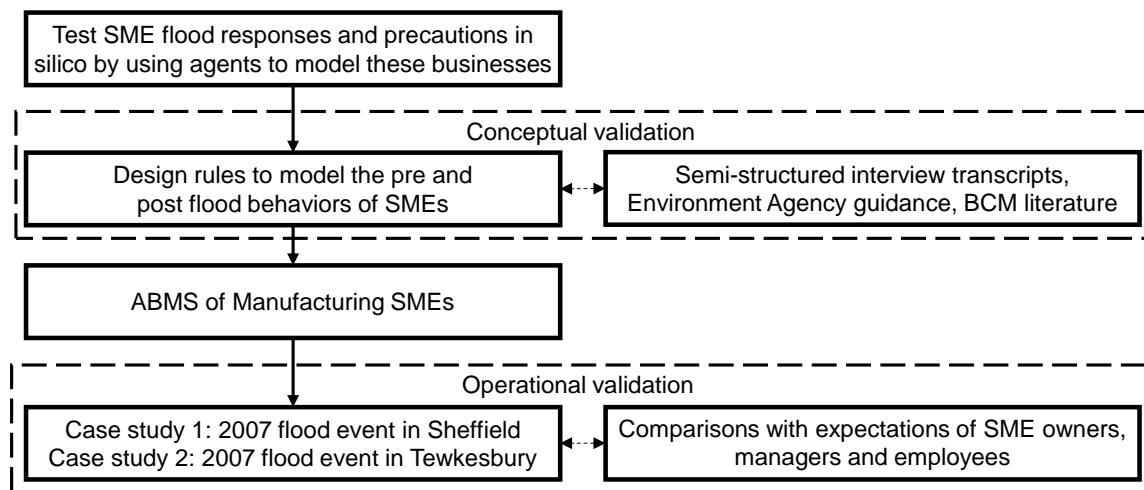 Test SME flood responses and precautions in
silico by using agents to model these businesses
Conceptual validation
Design rules to model the pre and
post flood behaviors of SMEs
Semi-structured interview transcripts,
Environment Agency guidance, BCM literature
ABMS of Manufacturing SMEs
Operational validation
Case study 1: 2007 flood event in Sheffield
Case study 2: 2007 flood event in Tewkesbury
Comparisons with expectations of SME owners,
managers and employees